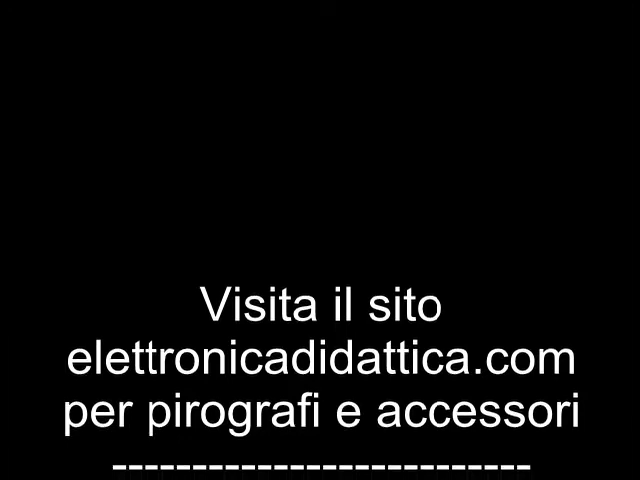 Visita il sito
elettronicadidattica.com
per pirografi e accessori
--------------------------